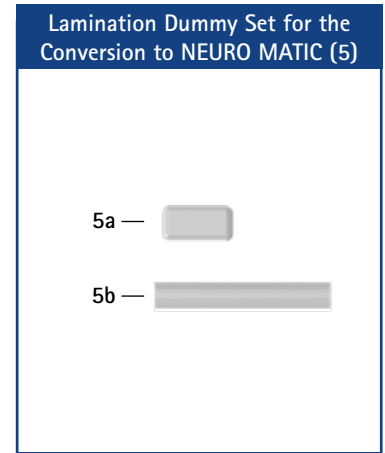 Lamination Dummy Set for the
Conversion to NEURO MATIC (5)
5a —
5b —